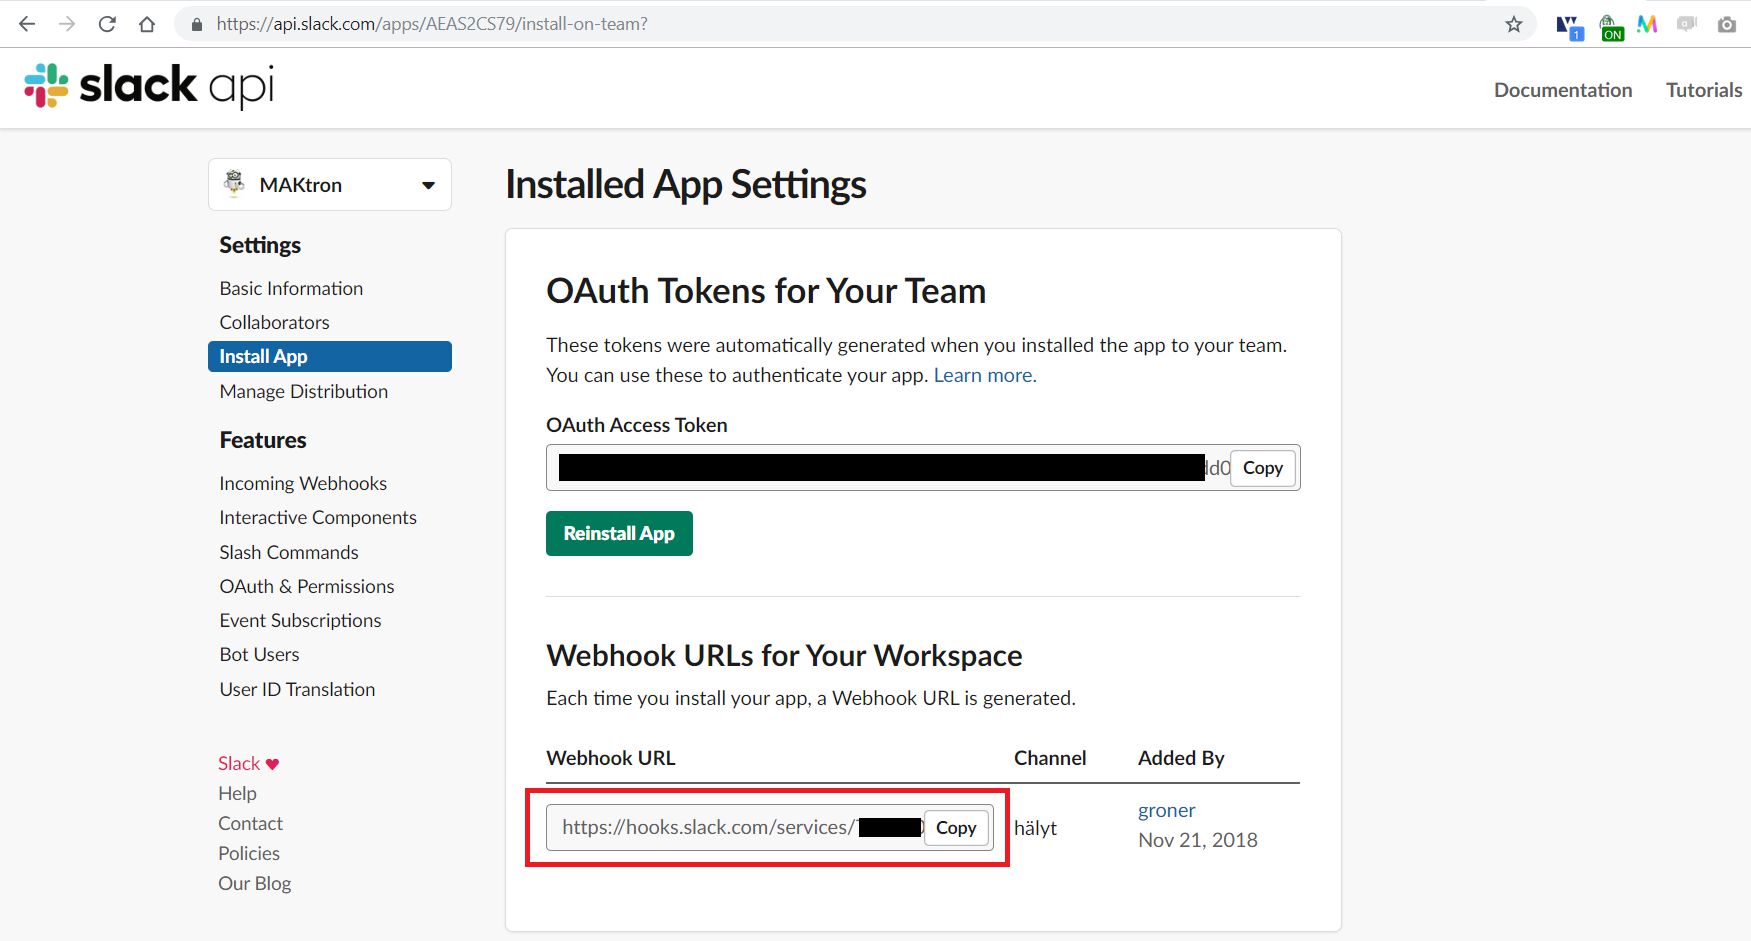 https://api.slack.com/apps/AEAS2CS79/install-on-team?
1
ON
slack api
Documentation
Tutorials
MAKtron
Settings
Basic Information
Collaborators
Install App
Manage Distribution
Features
Incoming Webhooks
Interactive Components
Slash Commands
OAuth & Permissions
Event Subscriptions
Bot Users
User ID Translation
Slack ♥
Help
Contact
Policies
Our Blog
Installed App Settings
OAuth Tokens for Your Team
These tokens were automatically generated when you installed the app to your team.
You can use these to authenticate your app. Learn more.
OAuth Access Token
dd0 Copy
Reinstall App
Webhook URLs for Your Workspace
Each time you install your app, a Webhook URL is generated.
Webhook URL Channel Added By
https://hooks.slack.com/services/ Copy hälyt groner
Nov 21, 2018